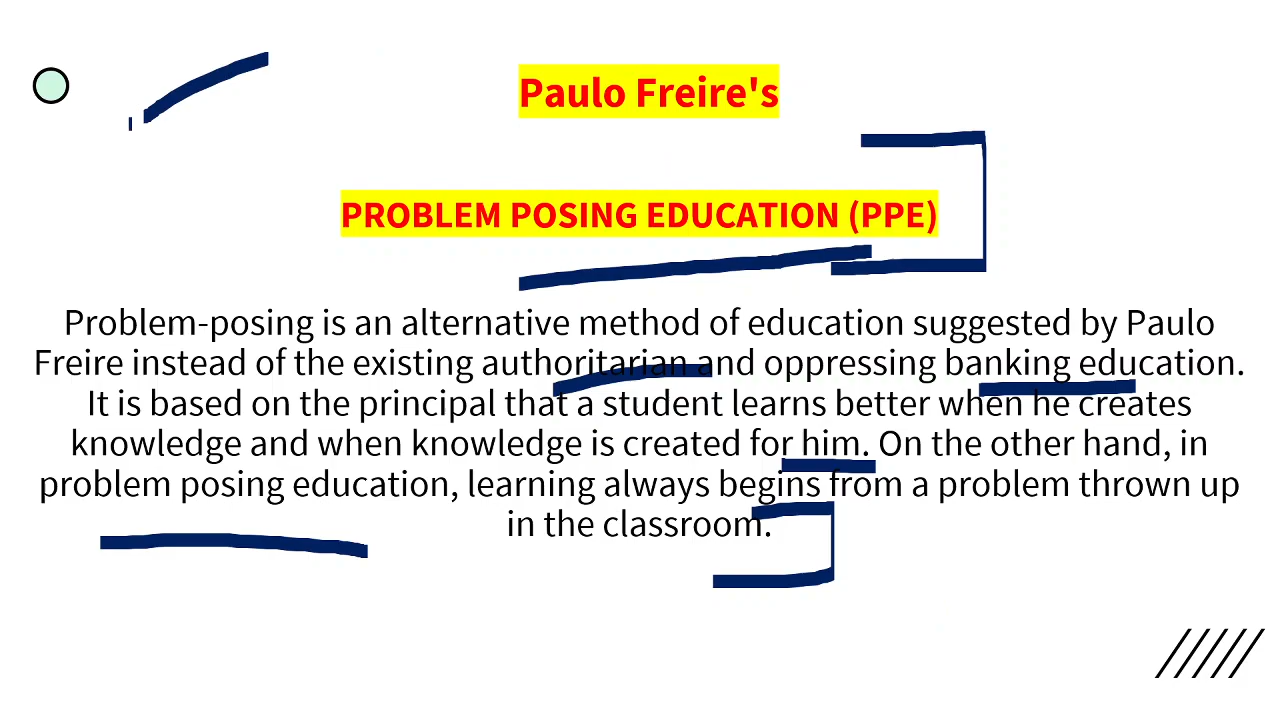 Paulo Freire's
PROBLEM POSING EDUCATION (PPE)
Problem-posing is an alternative method of education suggested by Paulo
Freire instead of the existing authoritarian and oppressing banking education.
It is based on the principal that a student learns better when he creates
knowledge and when knowledge is created for him. On the other hand, in
problem posing education, learning always begins from a problem thrown up
in the classroom.